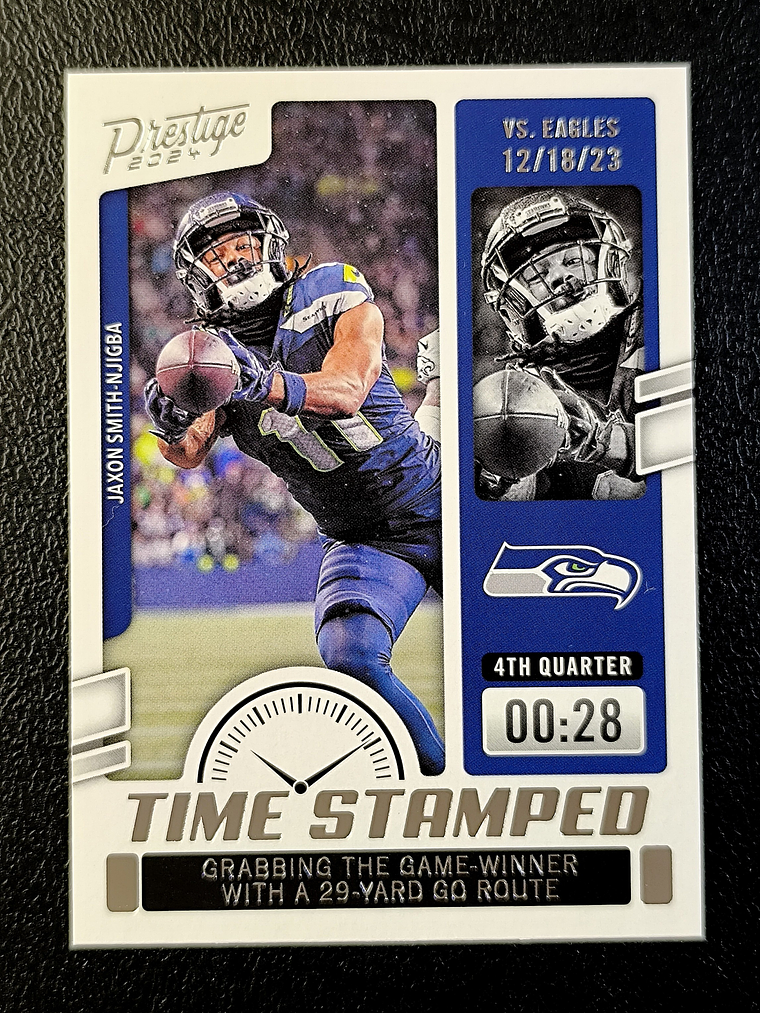 Prestige
2024
VS. EAGLES
12/18/23
JAXON SMITH-NJIGBA
11
4TH QUARTER
00:28
TIME STAMPED
GRABBING THE GAME-WINNER
WITH A 29-YARD GO ROUTE